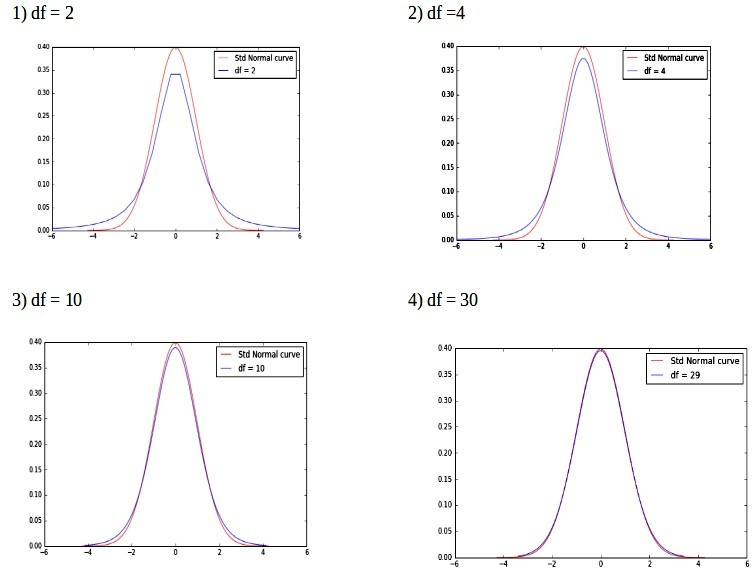 1) df = 2
2) df =4
0.40
0.35
0.30
0.25
0.20
0.15
0.10
0.05
0.00
−6 −4 −2 0 2 4 6
Std Normal curve
df = 2
0.40
0.35
0.30
0.25
0.20
0.15
0.10
0.05
0.00
−6 −4 −2 0 2 4 6
Std Normal curve
df = 4
3) df = 10
4) df = 30
0.40
0.35
0.30
0.25
0.20
0.15
0.10
0.05
0.00
−6 −4 −2 0 2 4 6
Std Normal curve
df = 10
0.40
0.35
0.30
0.25
0.20
0.15
0.10
0.05
0.00
−6 −4 −2 0 2 4 6
Std Normal curve
df = 29